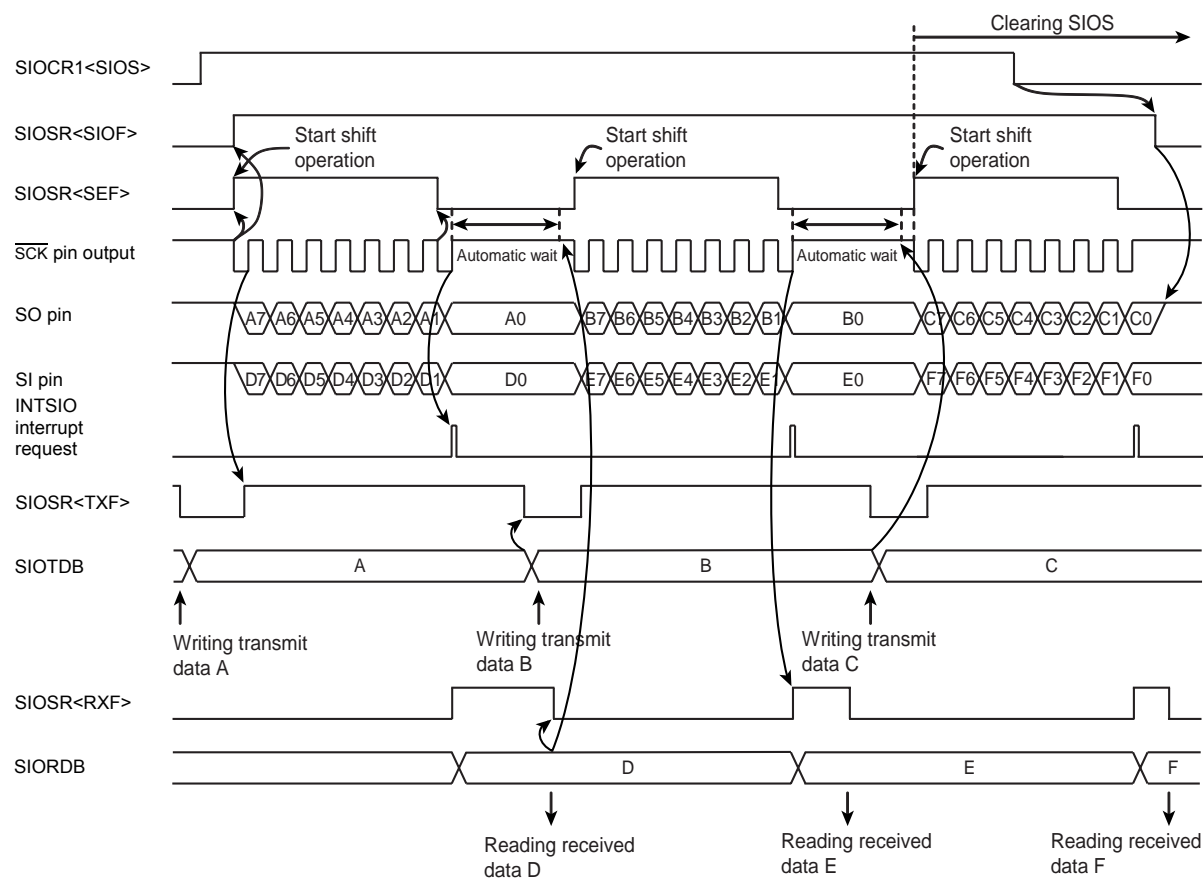 Clearing SIOS
SIOCR1<SIOS>
SIOSR<SIOF>
Start shift
operation
Start shift
operation
Start shift
operation
SIOSR<SEF>
SCK pin output
Automatic wait
Automatic wait
SO pin
A7 A6 A5 A4 A3 A2 A1 A0 B7 B6 B5 B4 B3 B2 B1 B0 C7 C6 C5 C4 C3 C2 C1 C0
SI pin
D7 D6 D5 D4 D3 D2 D1 D0 E7 E6 E5 E4 E3 E2 E1 E0 F7 F6 F5 F4 F3 F2 F1 F0
INTSIO
interrupt
request
SIOSR<TXF>
SIOTDB
A B C
Writing transmit
data A
Writing transmit
data B
Writing transmit
data C
SIOSR<RXF>
SIORDB
D E F
Reading received
data D
Reading received
data E
Reading received
data F